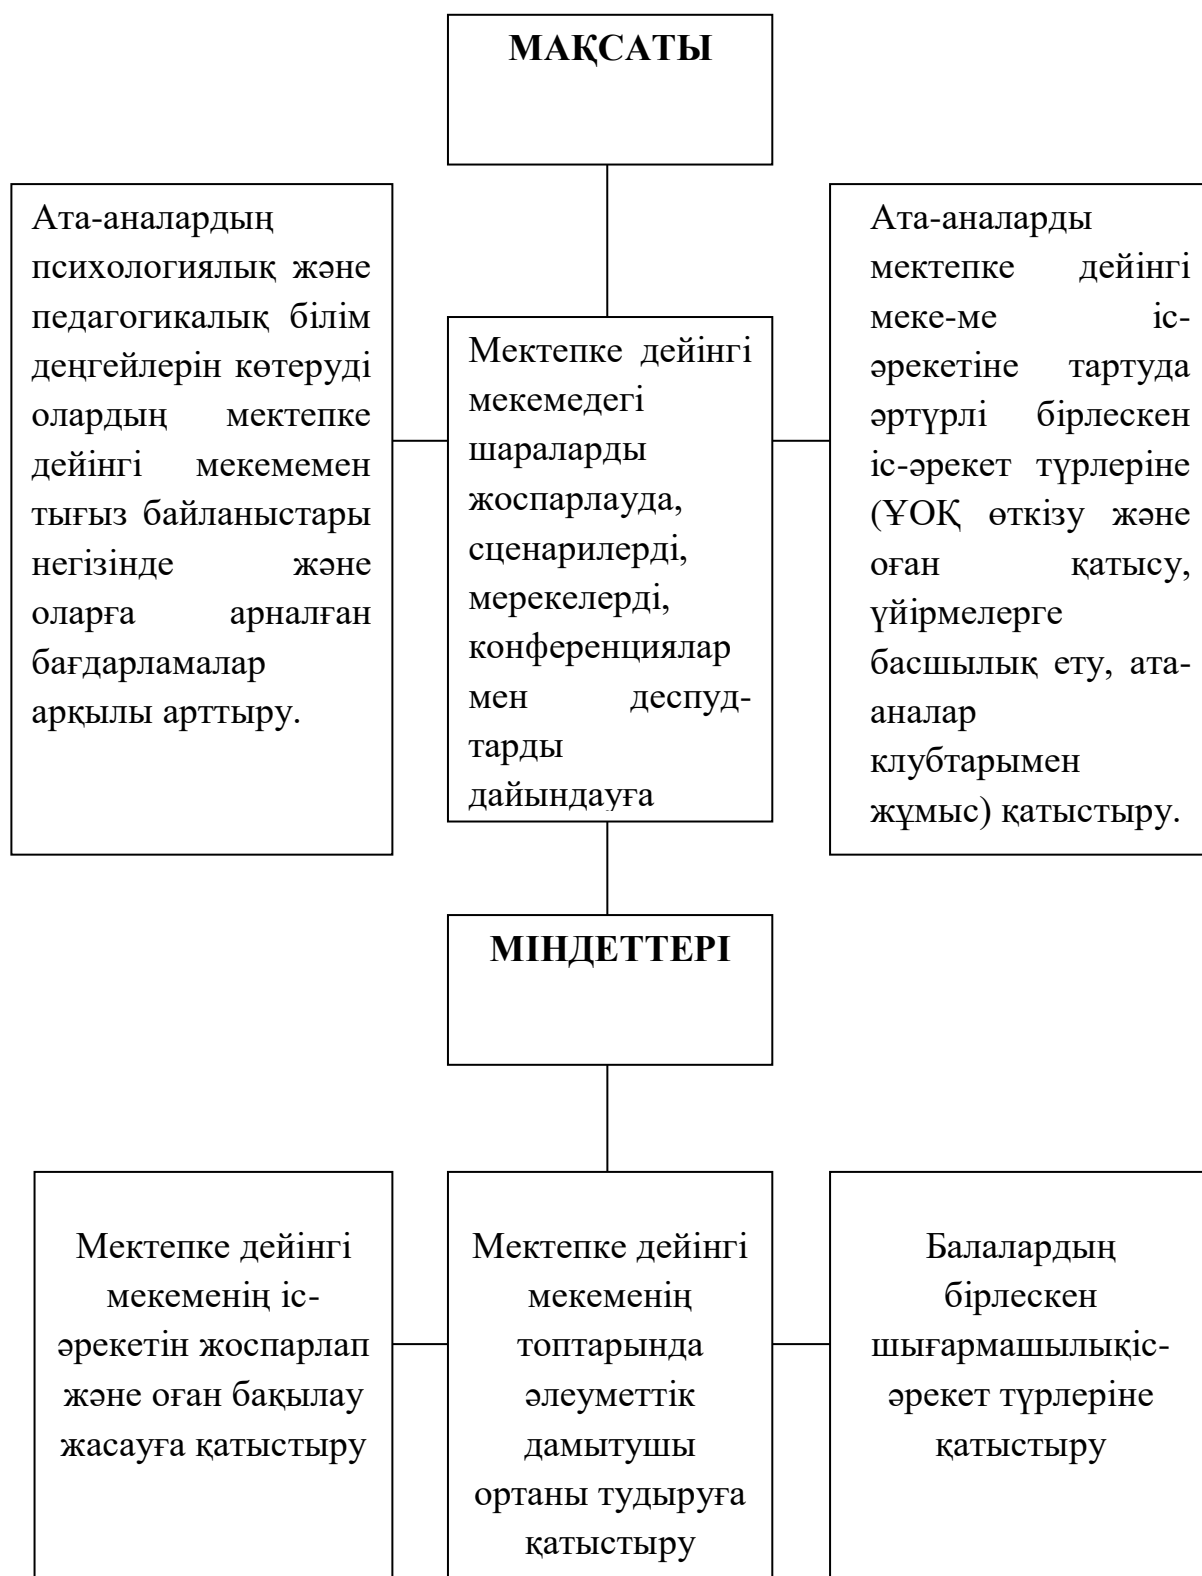 МАҚСАТЫ
Ата-аналардың
психологиялық және
педагогикалық білім
деңгейлерін көтеруді
олардың мектепке
дейінгі мекемемен
тығыз байланыстары
негізінде және
оларға арналған
бағдарламалар
арқылы арттыру.
Мектепке дейінгі
мекемедегі
шараларды
жоспарлауда,
сценарилерді,
мерекелерді,
конференциялар
мен деспуд-
тарды
дайындауға
Ата-аналарды
мектепке дейінгі
меке-ме іс-
әрекетіне тартуда
әртүрлі бірлескен
іс-әрекет түрлеріне
(ҰОҚ өткізу және
оған қатысу,
үйірмелерге
басшылық ету, ата-
аналар
клубтарымен
жұмыс) қатыстыру.
МІНДЕТТЕРІ
Мектепке дейінгі
мекеменің іс-
әрекетін жоспарлап
және оған бақылау
жасауға қатыстыру
Мектепке дейінгі
мекеменің
топтарында
әлеуметтік
дамытушы
ортаны тудыруға
қатыстыру
Балалардың
бірлескен
шығармашылықіс-
әрекет түрлеріне
қатыстыру